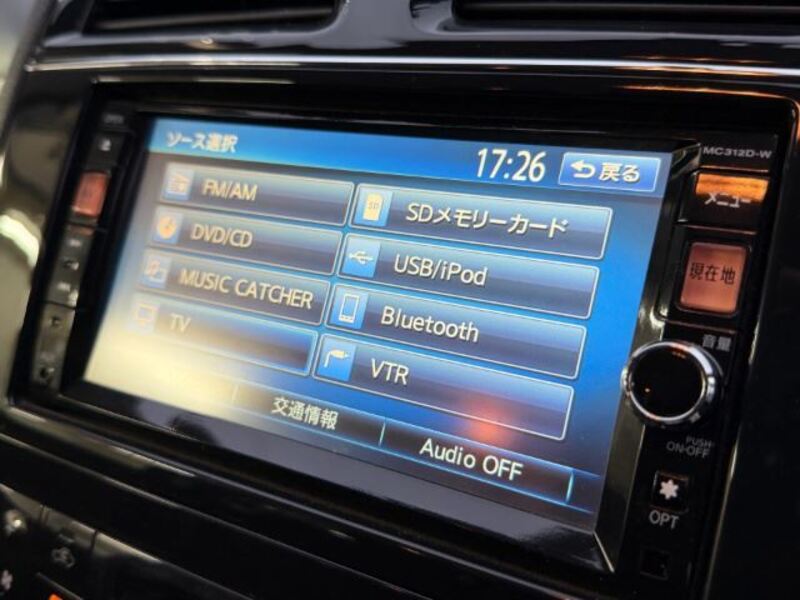 ソース選択
17:26
戻る
MC312D-W
FM/AM
SDメモリーカード
DVD/CD
USB/iPod
MUSIC CATCHER
Bluetooth
TV
VTR
交通情報
Audio OFF
メニュー
現在地
音量
PUSH
ON•OFF
OPT